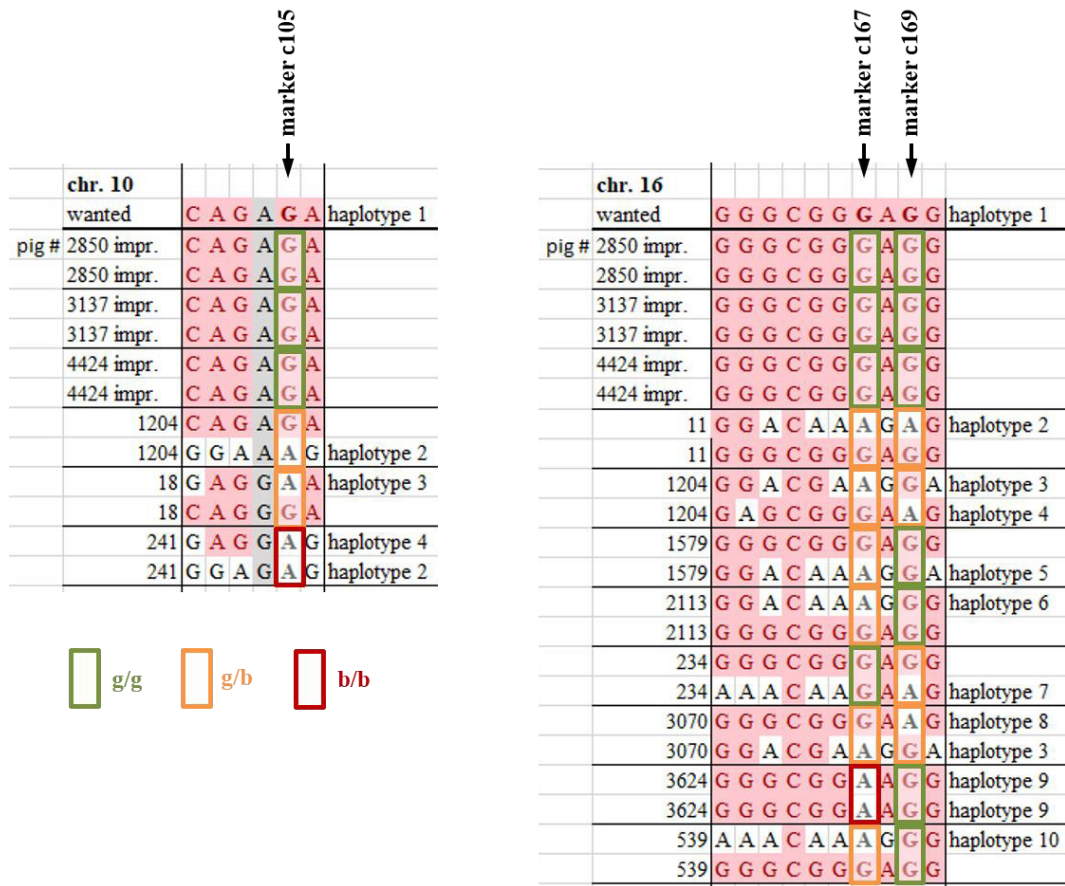 marker c105
chr. 10
wanted C A G A G A haplotype 1
pig # 2850 impr. C A G A G A
2850 impr. C A G A G A
3137 impr. C A G A G A
3137 impr. C A G A G A
4424 impr. C A G A G A
4424 impr. C A G A G A
1204 C A G A G A
1204 G G A A A G haplotype 2
18 G A G G A A haplotype 3
18 C A G G G A
241 G A G G A G haplotype 4
241 G G A G A G haplotype 2
g/g g/b b/b
marker c167
marker c169
chr. 16
wanted G G G C G G G A G G haplotype 1
pig # 2850 impr. G G G C G G G A G G
2850 impr. G G G C G G G A G G
3137 impr. G G G C G G G A G G
3137 impr. G G G C G G G A G G
4424 impr. G G G C G G G A G G
4424 impr. G G G C G G G A G G
11 G G A C A A A G A G haplotype 2
11 G G G C G G G A G G
1204 G G A C G A A G G A haplotype 3
1204 G A G C G G G A A G haplotype 4
1579 G G G C G G G A G G
1579 G G A C A A A G G A haplotype 5
2113 G G A C A A A G G G haplotype 6
2113 G G G C G G G A G G
234 G G G C G G G A G G
234 A A A C A A G A A G haplotype 7
3070 G G G C G G G A A G haplotype 8
3070 G G A C G A A G G A haplotype 3
3624 G G G C G G A A G G haplotype 9
3624 G G G C G G A A G G haplotype 9
539 A A A C A A A G G G haplotype 10
539 G G G C G G G A G G